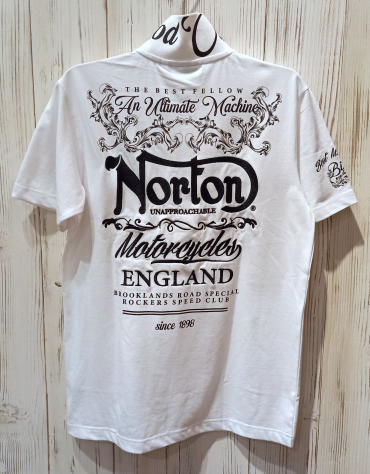 THE BEST FELLOW
An Ultimate Machine
Norton
UNAPPROACHABLE ®
Motorcycles
ENGLAND
BROOKLANDS ROAD SPECIAL
ROCKERS SPEED CLUB
since 1898